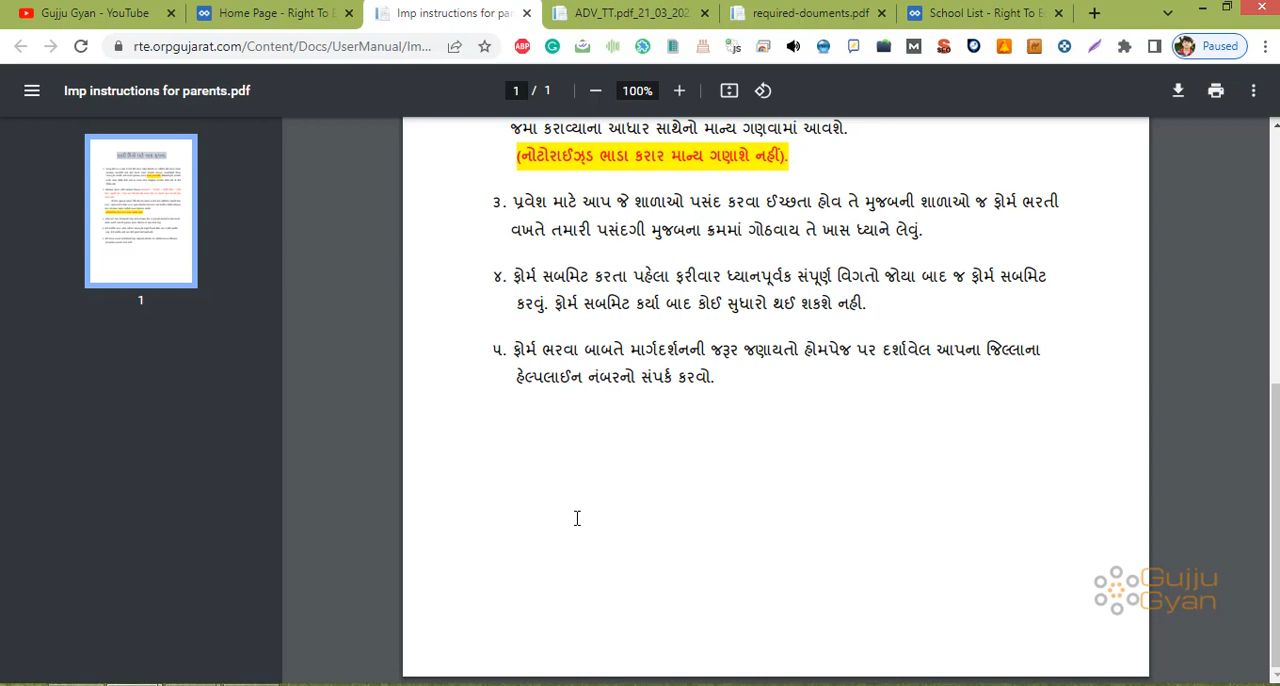 Gujju Gyan - YouTube
Home Page - Right To E
Imp instructions for pa
ADV_TT.pdf_21_03_202
required-douments.pdf
School List - Right To E
rte.orpgujarat.com/Content/Docs/UserManual/Im...
Paused
Imp instructions for parents.pdf
1 / 1
100%
જમા કરાવ્યાના આધાર સાથેનો માન્ય ગણવામાં આવશે.
(નોટોરાઈઝ્ડ ભાડા કરાર માન્ય ગણાશે નહીં).
૩. પ્રવેશ માટે આપ જે શાળાઓ પસંદ કરવા ઈચ્છતા હોવ તે મુજબની શાળાઓ જ ફોર્મ ભરતી
વખતે તમારી પસંદગી મુજબના ક્રમમાં ગોઠવાય તે ખાસ ધ્યાને લેવું.
૪. ફોર્મ સબમિટ કરતા પહેલા ફરીવાર ધ્યાનપૂર્વક સંપૂર્ણ વિગતો જોયા બાદ જ ફોર્મ સબમિટ
કરવું. ફોર્મ સબમિટ કર્યા બાદ કોઈ સુધારો થઈ શકશે નહી.
૫. ફોર્મ ભરવા બાબતે માર્ગદર્શનની જરૂર જણાયતો હોમપેજ પર દર્શાવેલ આપના જિલ્લાના
હેલ્પલાઈન નંબરનો સંપર્ક કરવો.
1
Gujju
Gyan